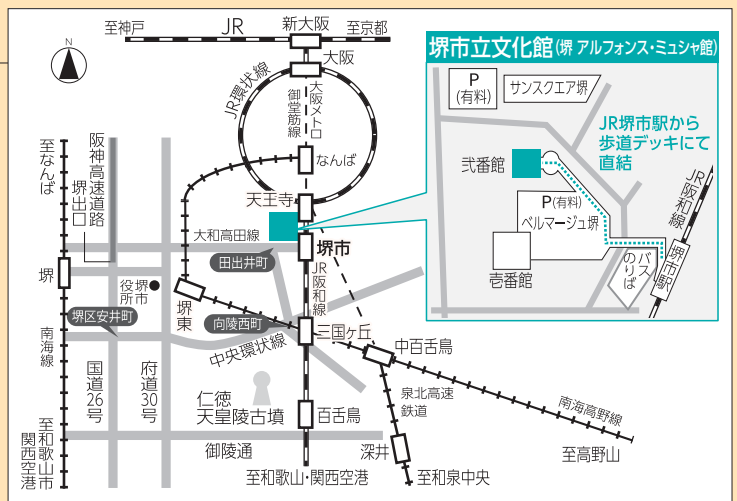 至神戸
JR
新大阪
至京都
N
大阪
JR環状線
大阪メトロ
御堂筋線
なんば
天王寺
至なんば
阪神高速道路
堺出口
大和高田線
堺市
田出井町
堺
堺市
役所
堺東
JR阪和線
堺区安井町
向陵西町
三国ヶ丘
中央環状線
中百舌鳥
南海線
国道26号
府道30号
仁徳
天皇陵古墳
百舌鳥
泉北高速
鉄道
南海高野線
至高野山
御陵通
深井
至和歌山市
関西空港
至和歌山・関西空港
至和泉中央
堺市立文化館(堺 アルフォンス・ミュシャ館)
P
(有料)
サンスクエア堺
JR堺市駅から
歩道デッキにて
直結
弐番館
P(有料)
ベルマージュ堺
壱番館
JR阪和線
堺市駅
バス
のりば